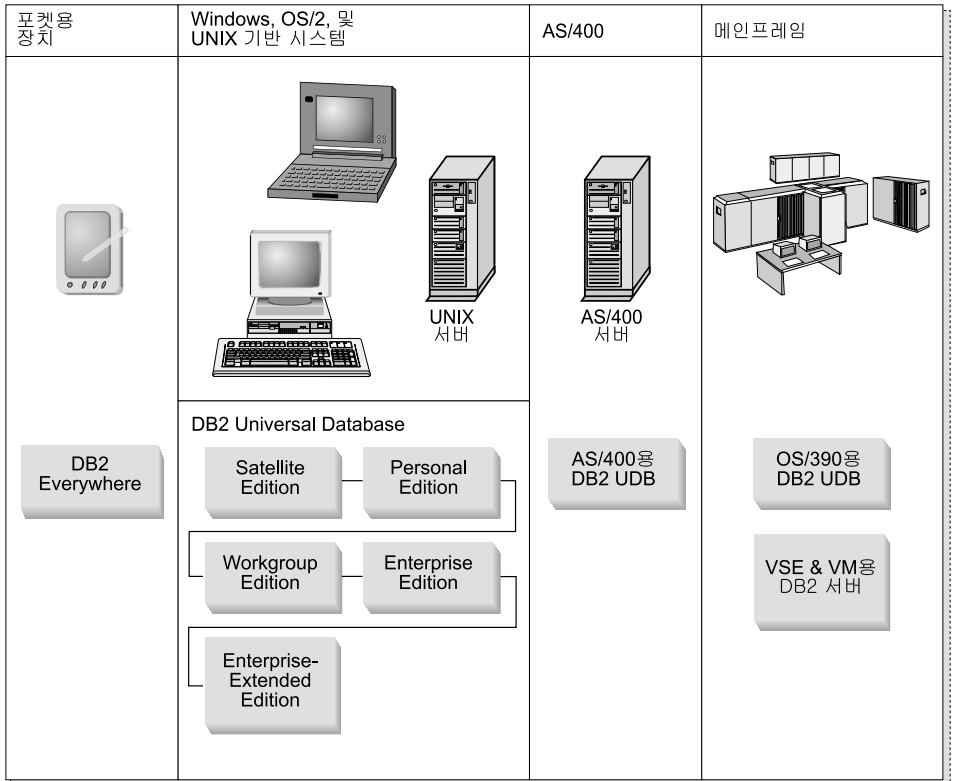 포켓용
장치
Windows, OS/2, 및
UNIX 기반 시스템
AS/400
메인프레임
UNIX
서버
AS/400
서버
DB2
Everywhere
DB2 Universal Database
Satellite
Edition
Personal
Edition
Workgroup
Edition
Enterprise
Edition
Enterprise-
Extended
Edition
AS/400용
DB2 UDB
OS/390용
DB2 UDB
VSE & VM용
DB2 서버